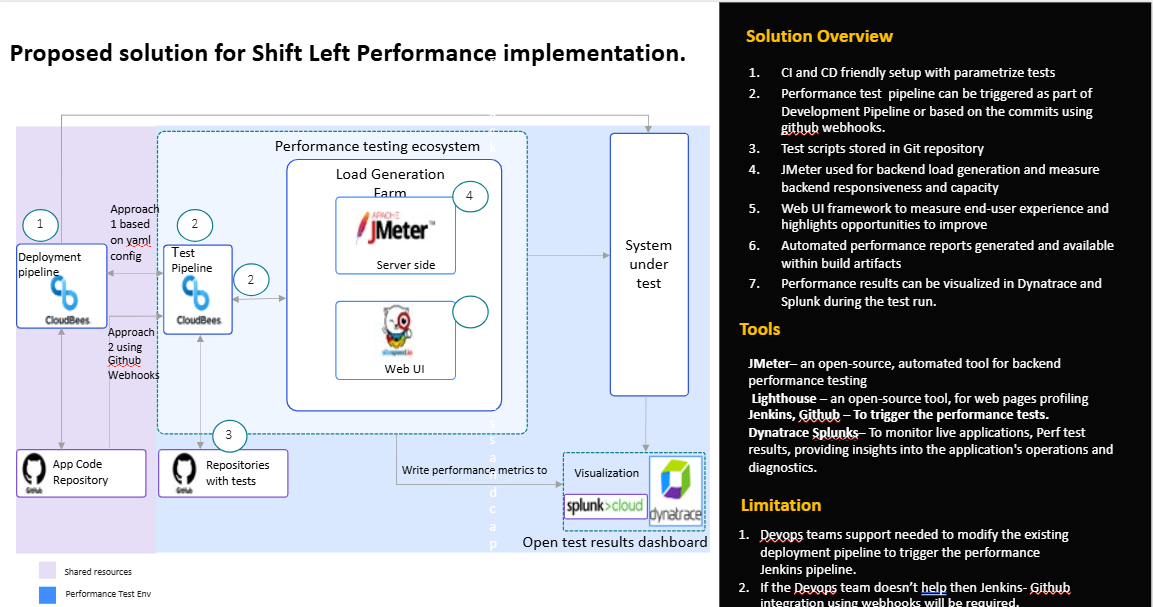 Proposed solution for Shift Left Performance implementation.
Performance testing ecosystem
Load Generation
Farm
1
Approach
1 based
on yaml
config
2
2
4
APACHE
JMeter™
Server side
System
under
test
Deployment
pipeline
CloudBees
Test
Pipeline
CloudBees
sitespeed.io
Web UI
Approach
2 using
Github
Webhooks
3
GitHub
App Code
Repository
GitHub
Repositories
with tests
Write performance metrics to
Visualization
splunk>cloud
dynatrace
Open test results dashboard
Shared resources
Performance Test Env
Solution Overview
1. CI and CD friendly setup with parametrize tests
2. Performance test pipeline can be triggered as part of
Development Pipeline or based on the commits using
github webhooks.
3. Test scripts stored in Git repository
4. JMeter used for backend load generation and measure
backend responsiveness and capacity
5. Web UI framework to measure end-user experience and
highlights opportunities to improve
6. Automated performance reports generated and available
within build artifacts
7. Performance results can be visualized in Dynatrace and
Splunk during the test run.
Tools
JMeter– an open-source, automated tool for backend
performance testing
Lighthouse – an open-source tool, for web pages profiling
Jenkins, Github – To trigger the performance tests.
Dynatrace Splunks– To monitor live applications, Perf test
results, providing insights into the application's operations and
diagnostics.
Limitation
1. Devops teams support needed to modify the existing
deployment pipeline to trigger the performance
Jenkins pipeline.
2. If the Devops team doesn't help then Jenkins- Github
integration using webhooks will be required.